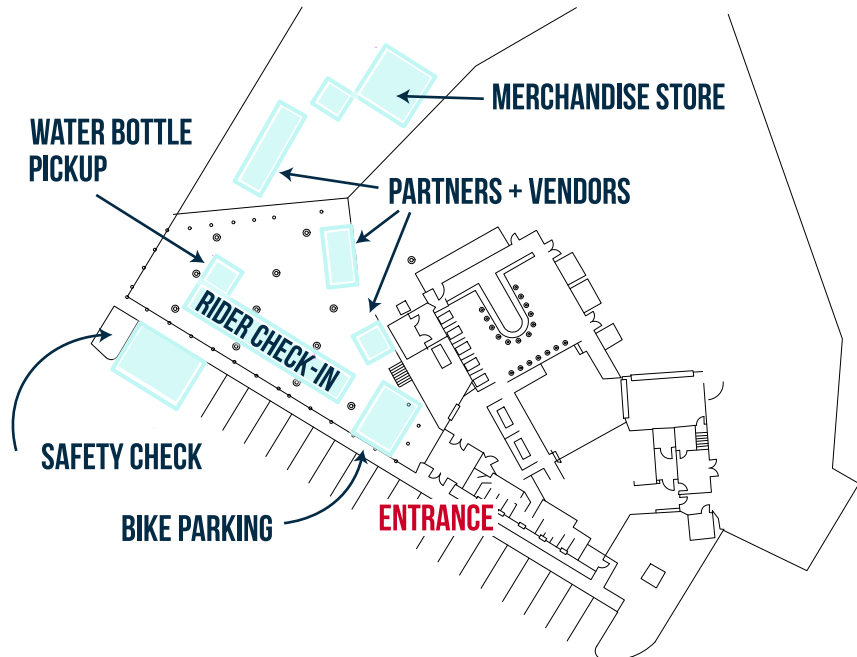 MERCHANDISE STORE
WATER BOTTLE
PICKUP
PARTNERS + VENDORS
RIDER CHECK-IN
SAFETY CHECK
BIKE PARKING
ENTRANCE